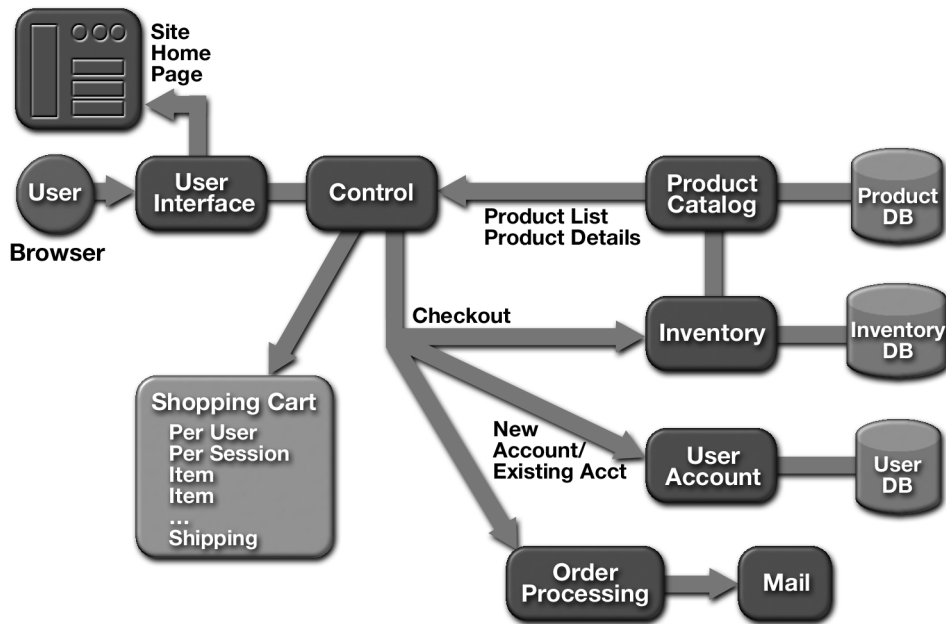 Site
Home
Page
User
Browser
User
Interface
Control
Product List
Product Details
Product
Catalog
Product
DB
Checkout
Inventory
Inventory
DB
Shopping Cart
Per User
Per Session
Item
Item
...
Shipping
New
Account/
Existing Acct
User
Account
User
DB
Order
Processing
Mail